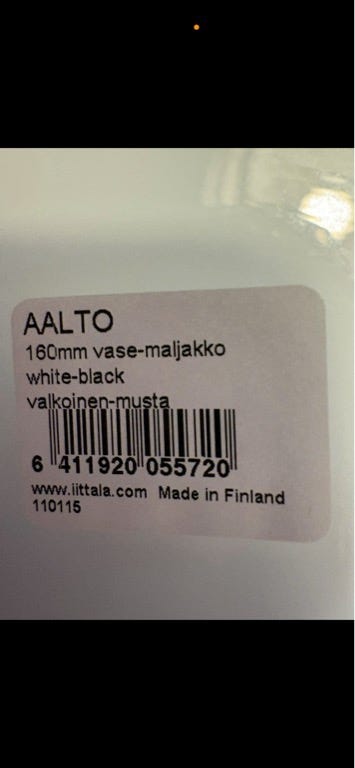 AALTO
160mm vase-maljakko
white-black
valkoinen-musta
6 411920 055720
www.iittala.com Made in Finland
110115